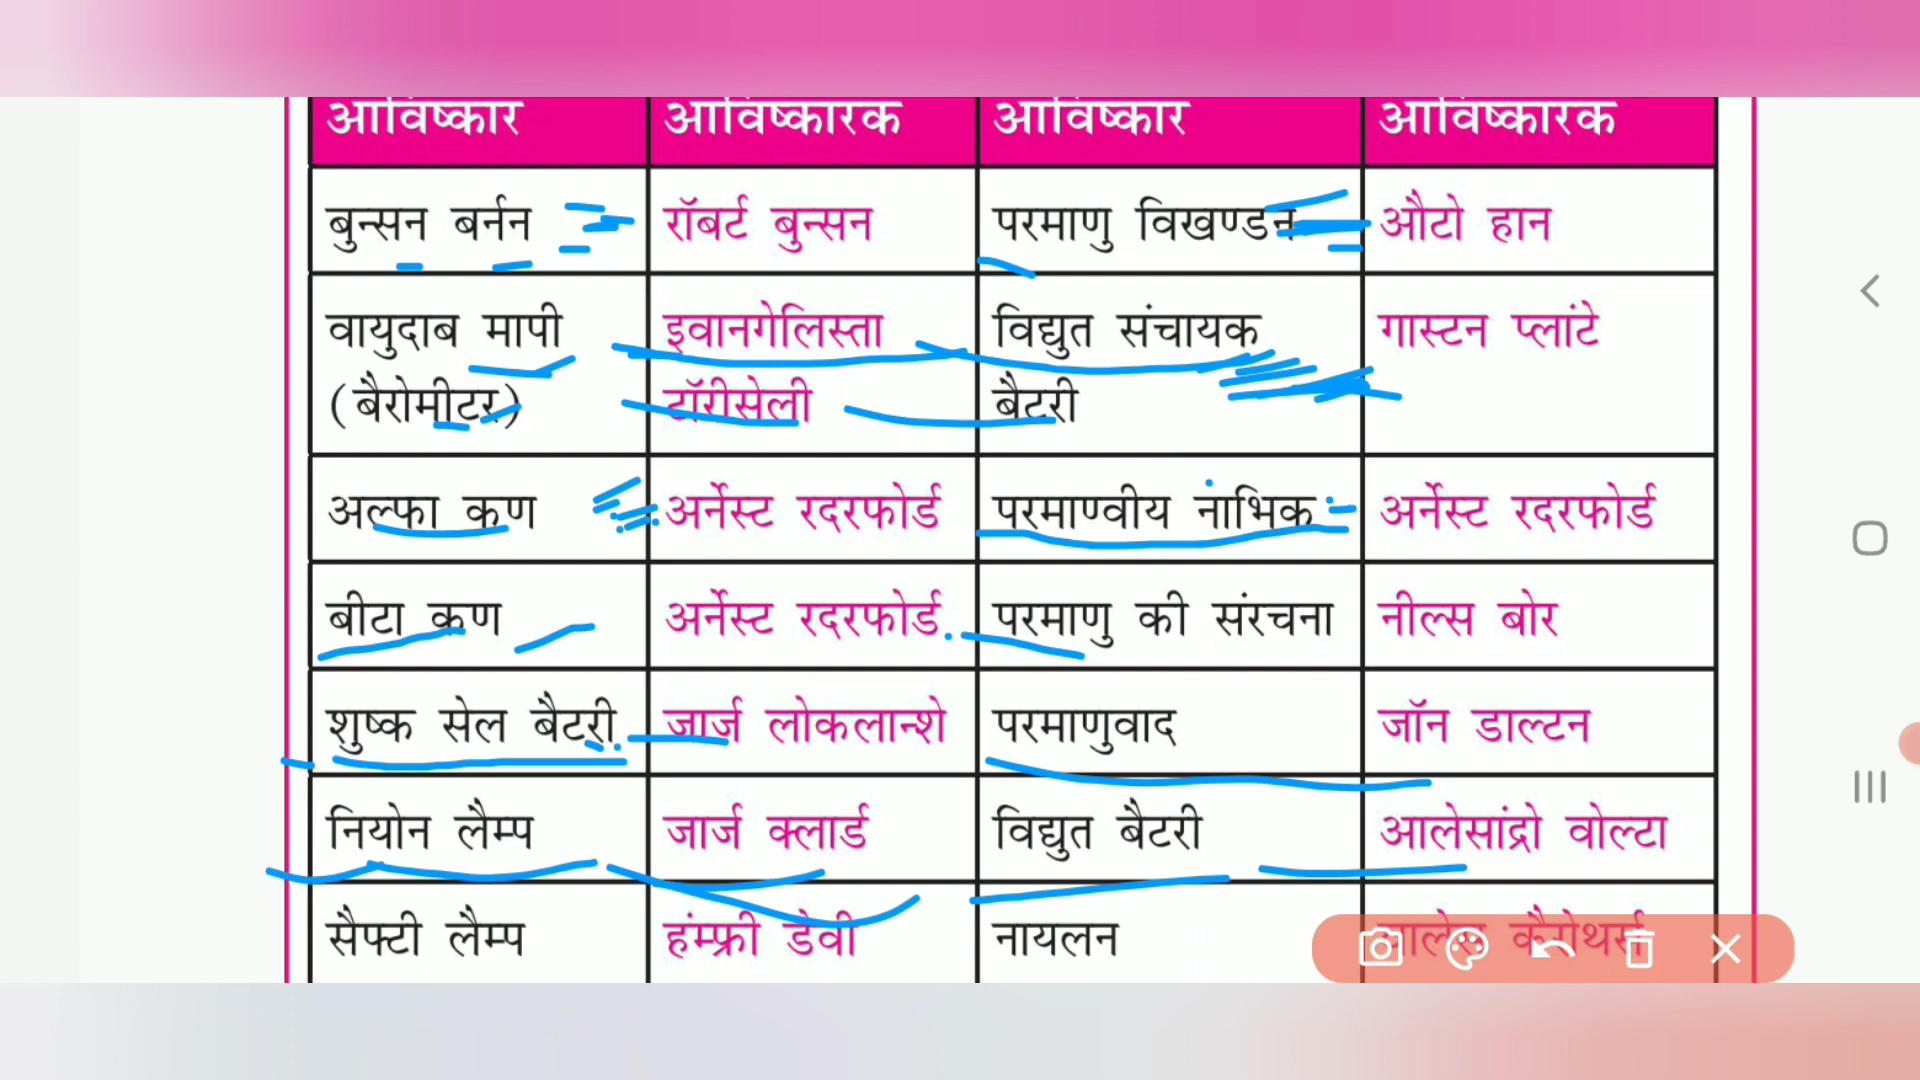 आविष्कार आविष्कारक आविष्कार आविष्कारक
बुन्सन बर्नन रॉबर्ट बुन्सन परमाणु विखण्डन औटो हान
वायुदाब मापी इवानगेलिस्ता विद्युत संचायक गास्टन प्लांटे
(बैरोमीटर) टॉरीसेली बैटरी
अल्फा कण अर्नेस्ट रदरफोर्ड परमाण्वीय नाभिक अर्नेस्ट रदरफोर्ड
बीटा कण अर्नेस्ट रदरफोर्ड परमाणु की संरचना नील्स बोर
शुष्क सेल बैटरी जार्ज लोकलान्शे परमाणुवाद जॉन डाल्टन
नियोन लैम्प जार्ज क्लार्ड विद्युत बैटरी आलेसांद्रो वोल्टा
सैफ्टी लैम्प हंम्फ्री डेवी नायलन